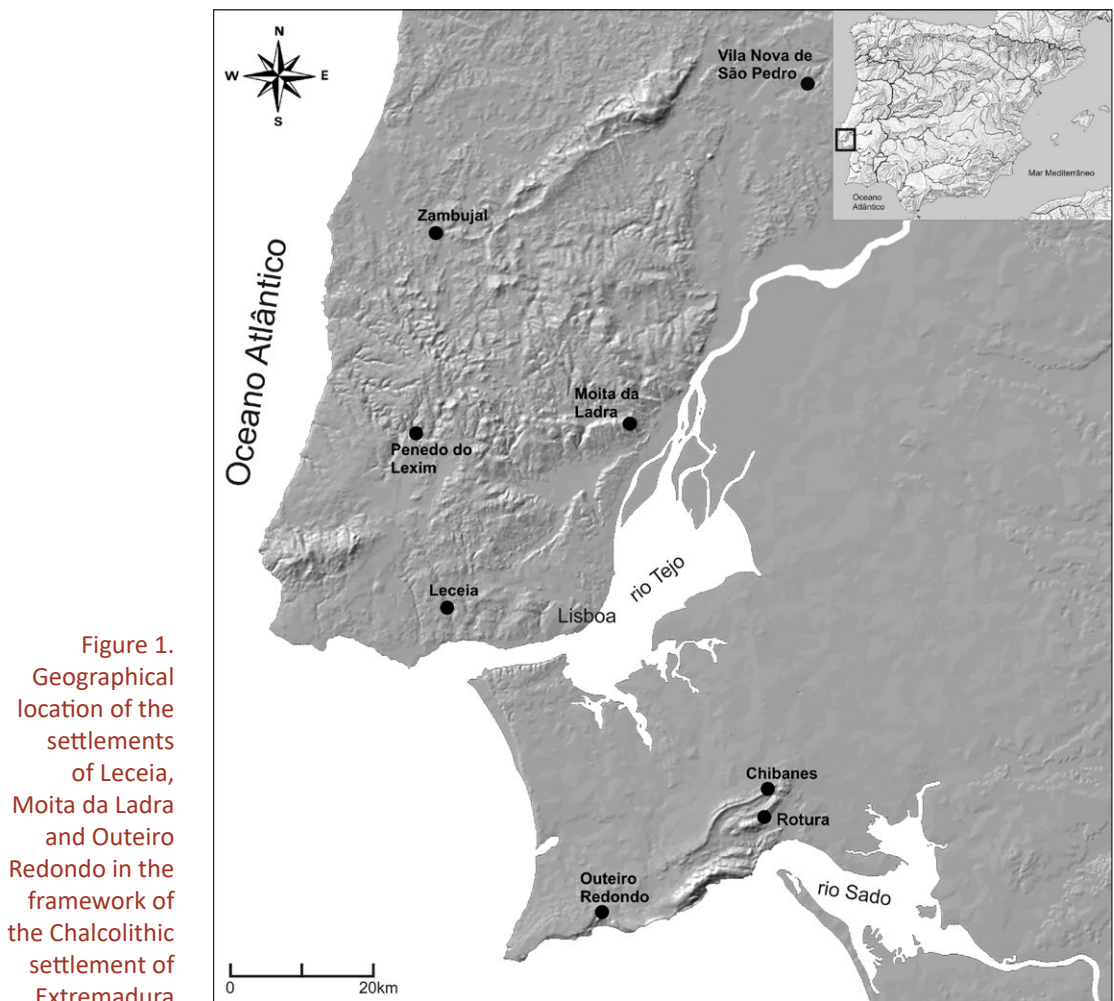 N
W
E
S
Vila Nova de
São Pedro
Mar Mediterrâneo
Oceano
Atlântico
Zambujal
Oceano Atlântico
Moita da
Ladra
Penedo do
Lexim
rio Tejo
Leceia
Lisboa
Chibanes
Rotura
Outeiro
Redondo
rio Sado
0
20km
Figure 1.
Geographical
location of the
settlements
of Leceia,
Moita da Ladra
and Outeiro
Redondo in the
framework of
the Chalcolithic
settlement of
Extremadura